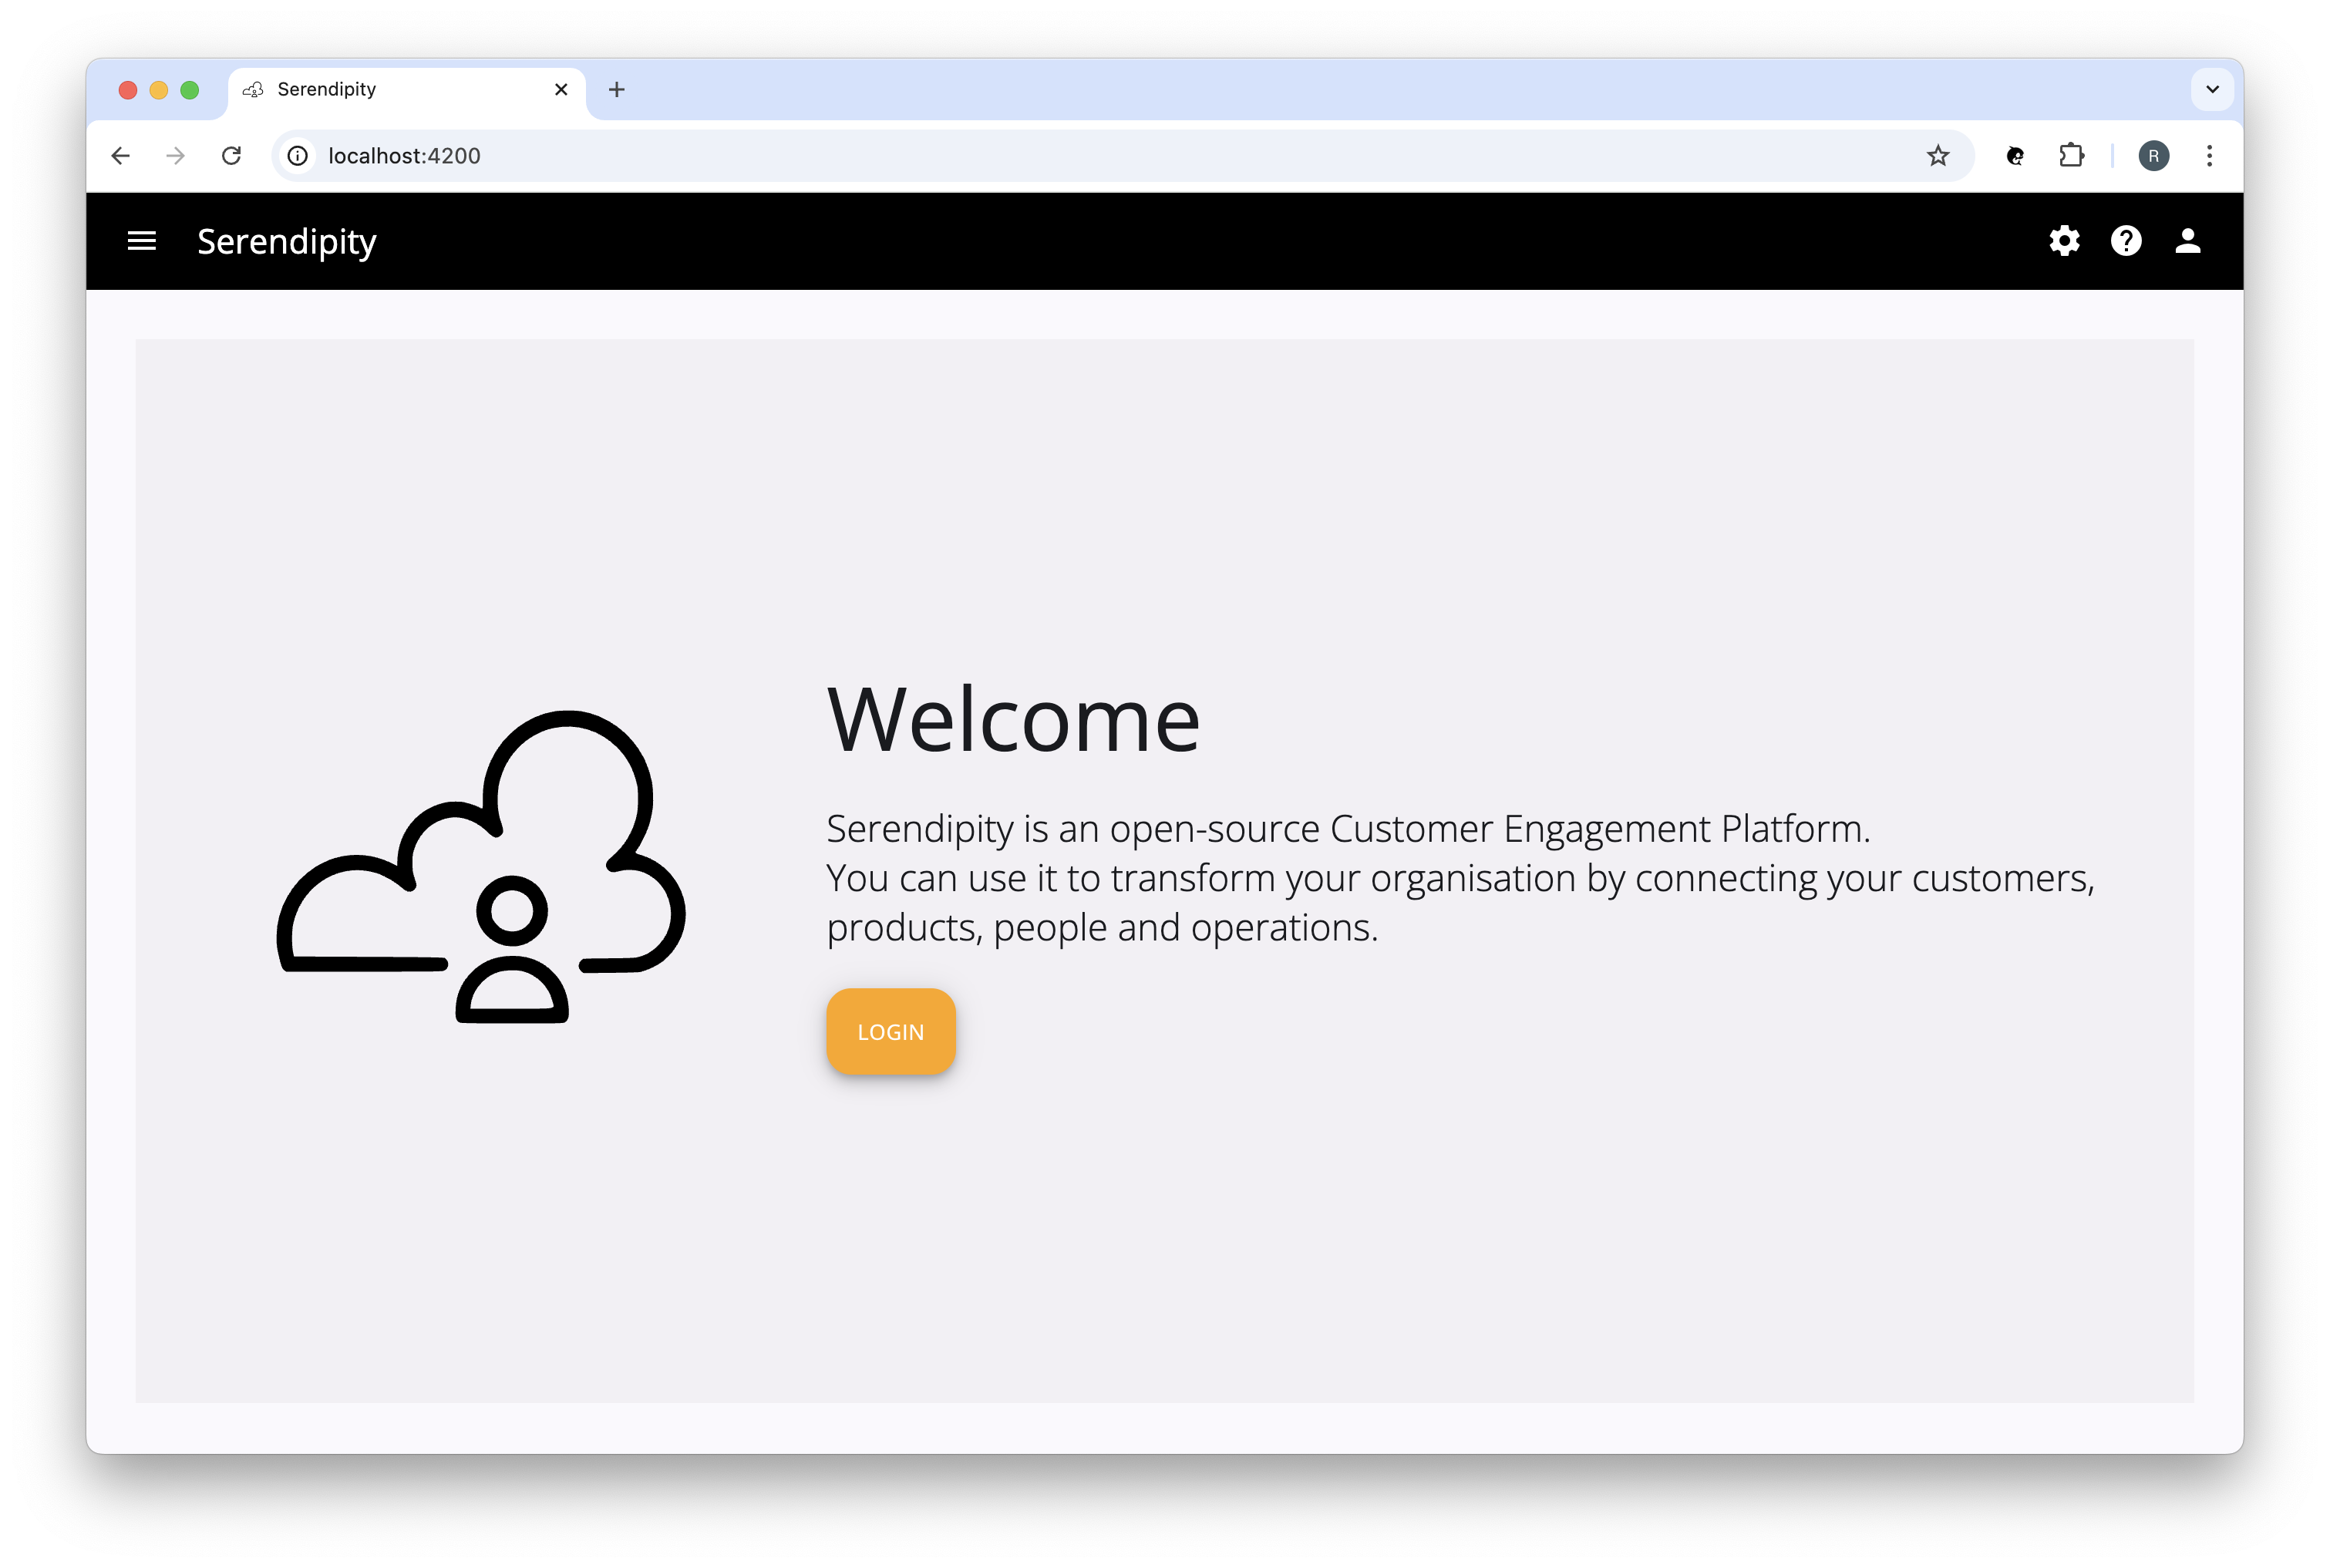 Serendipity
localhost:4200
R
Serendipity
Welcome
Serendipity is an open-source Customer Engagement Platform.
You can use it to transform your organisation by connecting your customers,
products, people and operations.
LOGIN